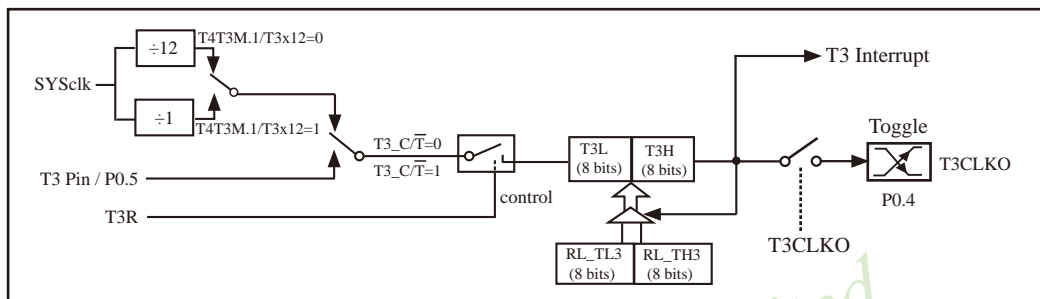 ÷12
T4T3M.1/T3x12=0
SYSclk
÷1
T4T3M.1/T3x12=1
T3 Interrupt
Toggle
T3_C/T̅=0
T3_C/T̅=1
T3L
(8 bits)
T3H
(8 bits)
T3CLKO
P0.4
T3 Pin / P0.5
control
T3R
T3CLKO
RL_TL3
(8 bits)
RL_TH3
(8 bits)